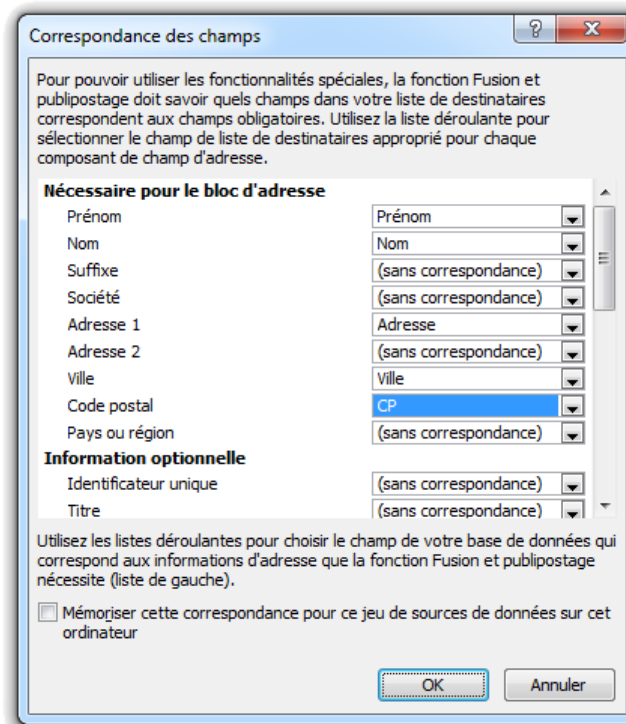 Correspondance des champs
Pour pouvoir utiliser les fonctionnalités spéciales, la fonction Fusion et
publipostage doit savoir quels champs dans votre liste de destinataires
correspondent aux champs obligatoires. Utilisez la liste déroulante pour
sélectionner le champ de liste de destinataires approprié pour chaque
composant de champ d'adresse.
Nécessaire pour le bloc d'adresse
Prénom Prénom
Nom Nom
Suffixe (sans correspondance)
Société (sans correspondance)
Adresse 1 Adresse
Adresse 2 (sans correspondance)
Ville Ville
Code postal CP
Pays ou région (sans correspondance)
Information optionnelle
Identificateur unique (sans correspondance)
Titre (sans correspondance)
Utilisez les listes déroulantes pour choisir le champ de votre base de données qui
correspond aux informations d'adresse que la fonction Fusion et publipostage
nécessite (liste de gauche).
Mémoriser cette correspondance pour ce jeu de sources de données sur cet
ordinateur
OK Annuler